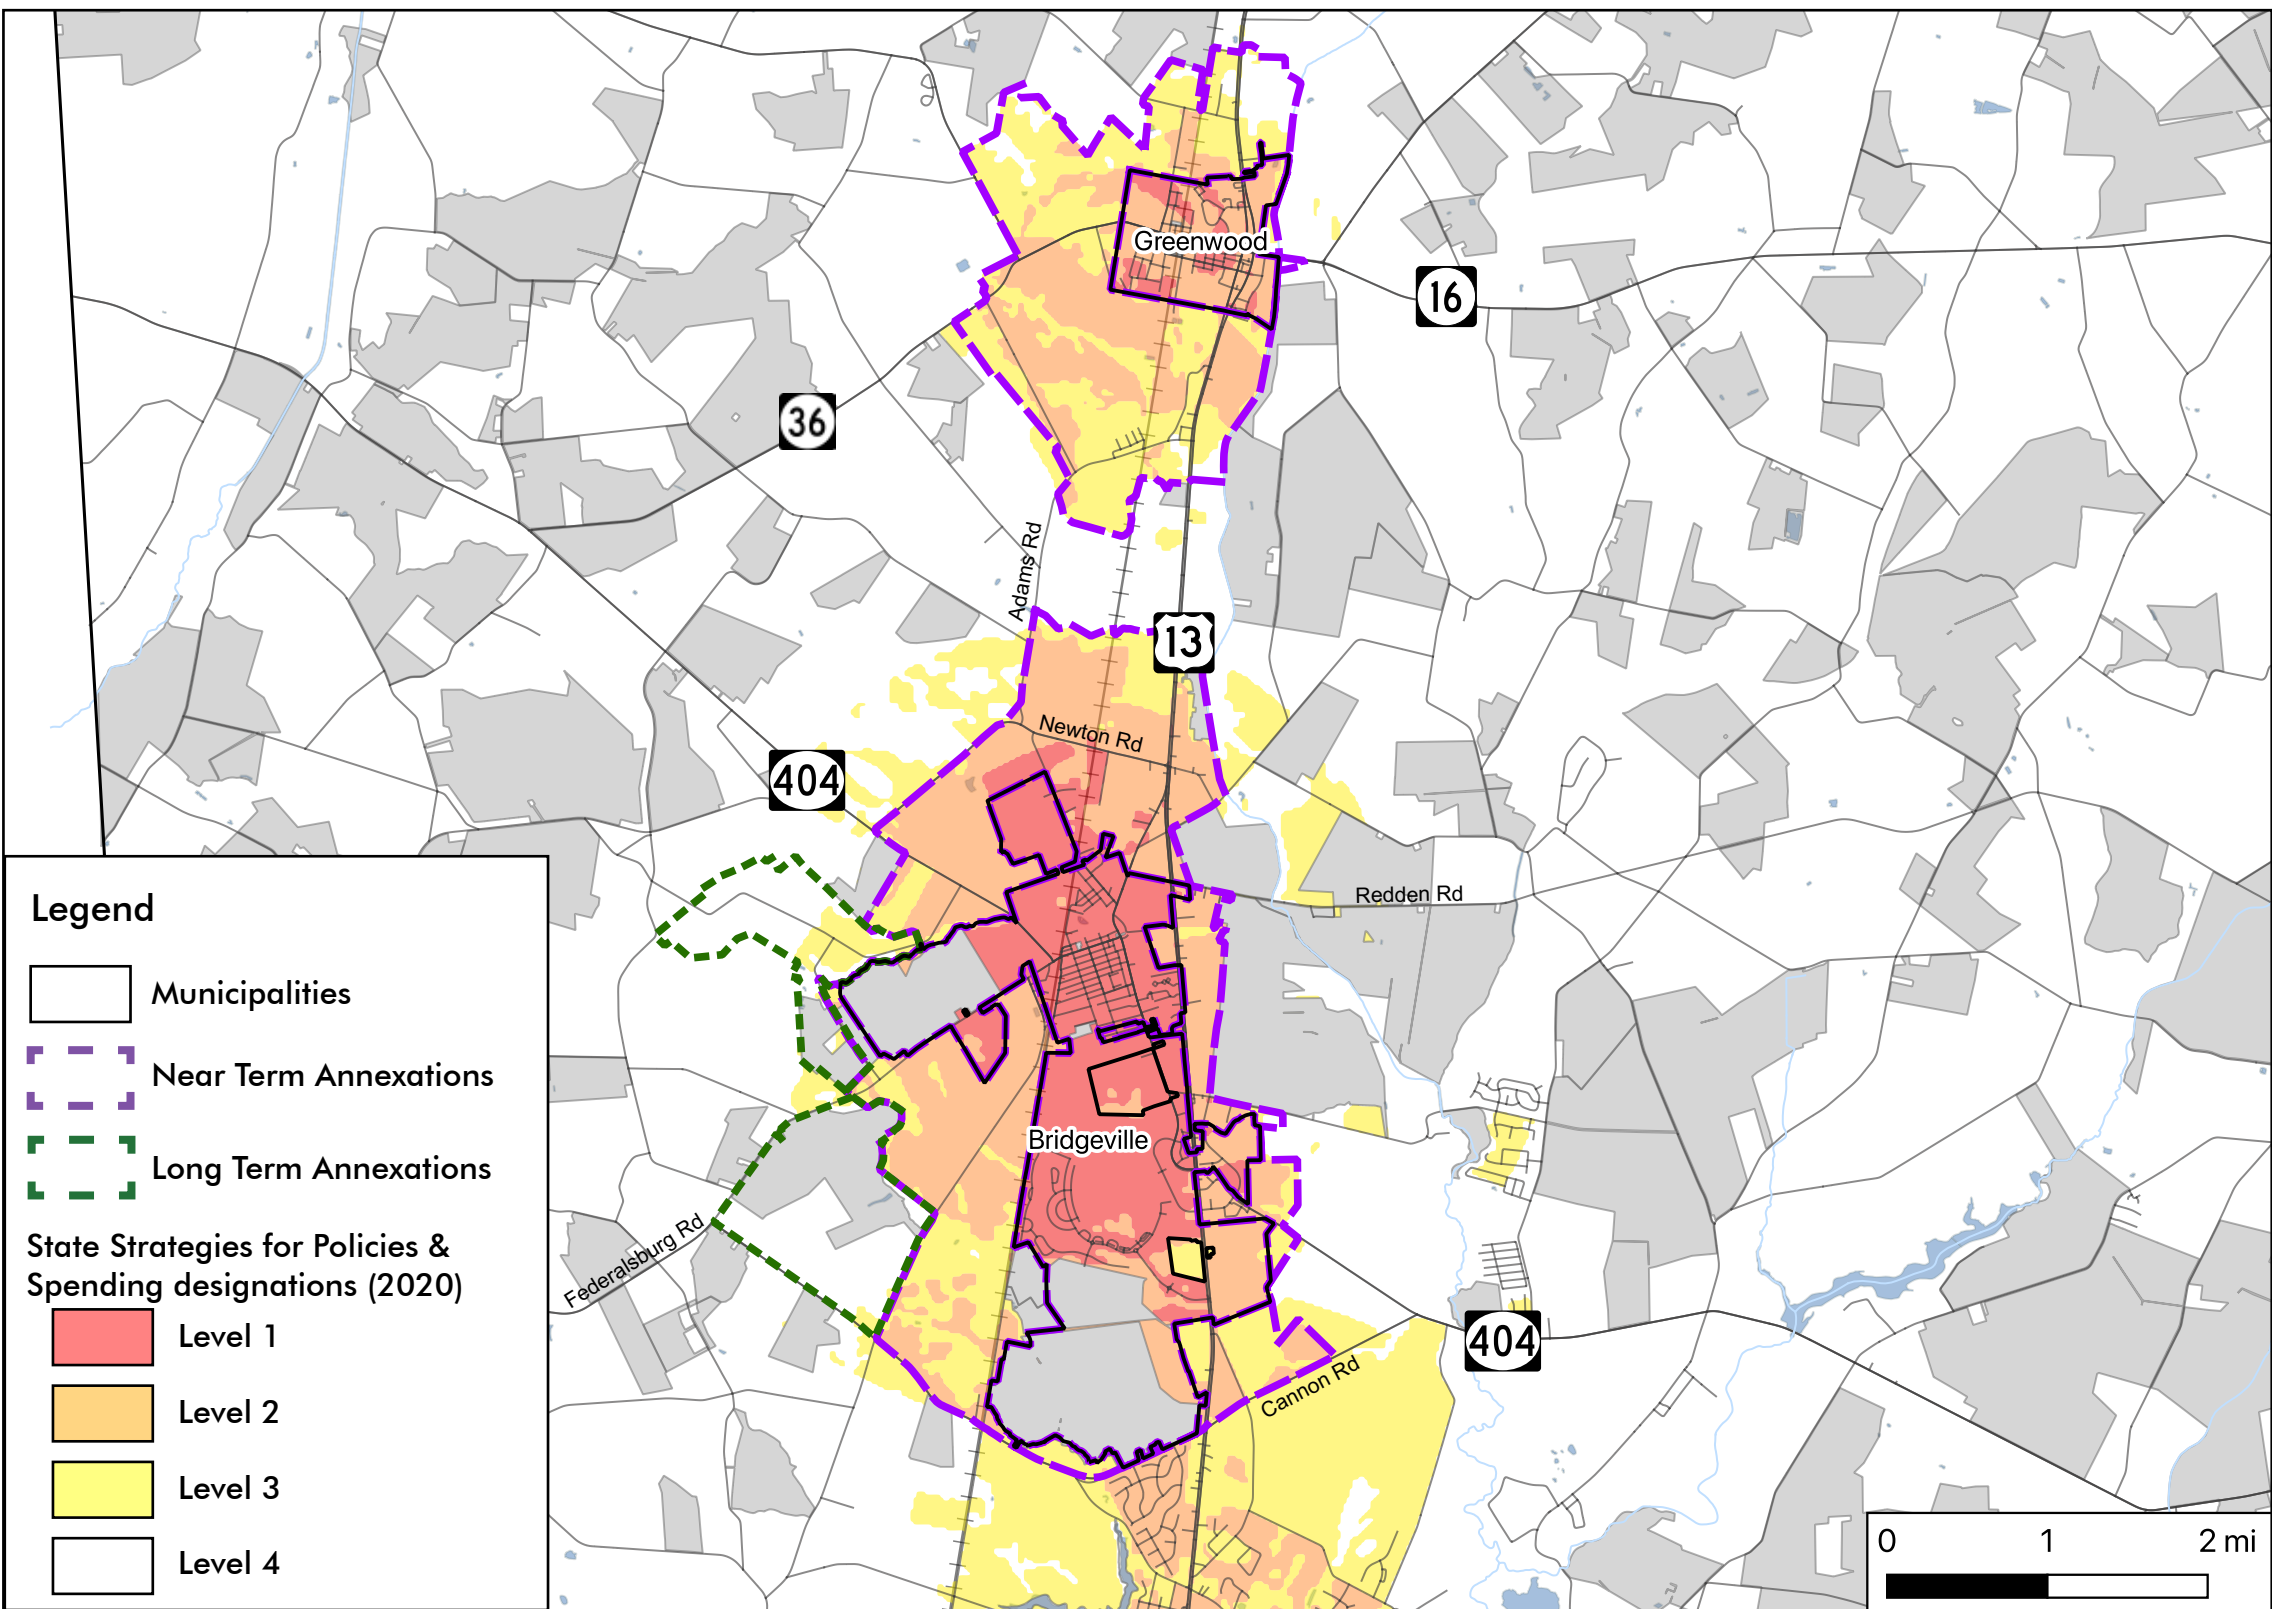 Greenwood
16
36
Adams Rd
13
Newton Rd
404
Redden Rd
Bridgeville
Federalsburg Rd
404
Cannon Rd
Legend
Municipalities
Near Term Annexations
Long Term Annexations
State Strategies for Policies &
Spending designations (2020)
Level 1
Level 2
Level 3
Level 4
0 1 2 mi